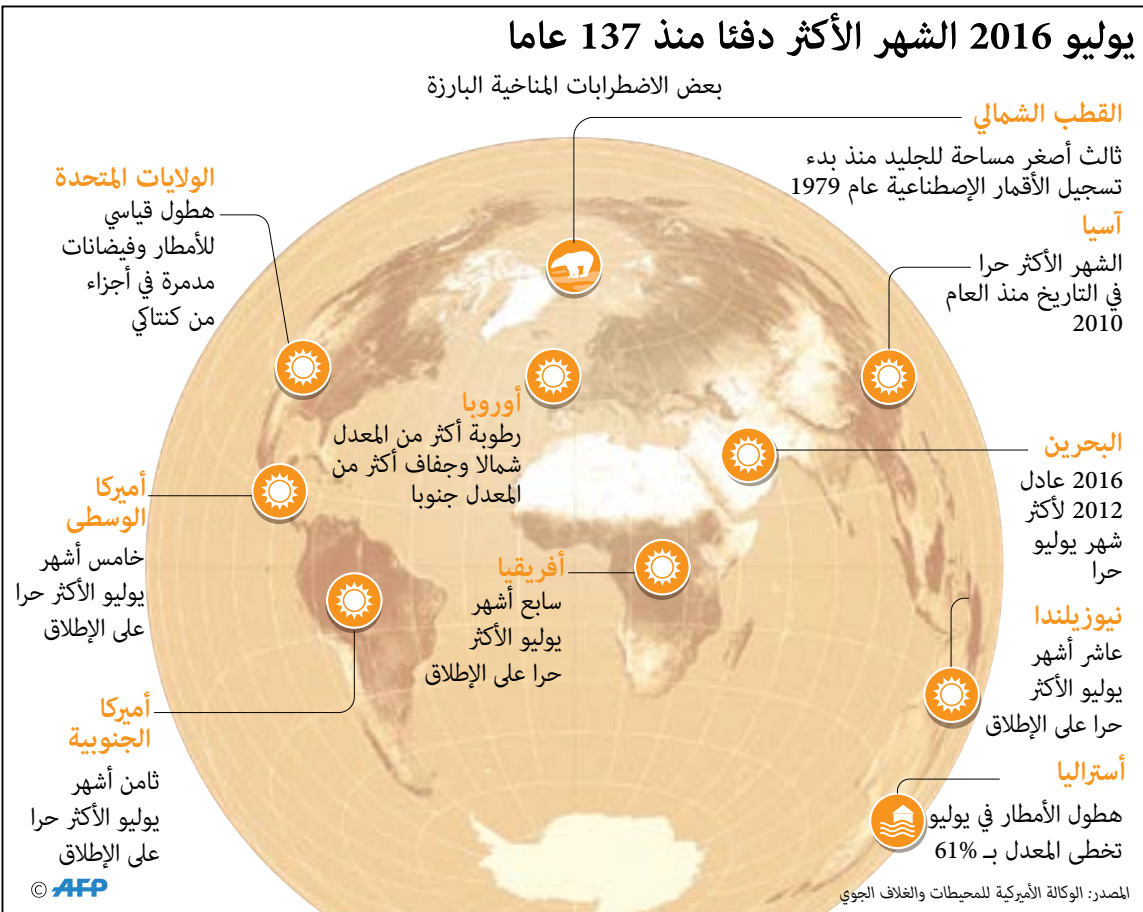 يوليو 2016 الشهر الأكثر دفئا منذ 137 عاما
بعض الاضطرابات المناخية البارزة
القطب الشمالي
ثالث أصغر مساحة للجليد منذ بدء
تسجيل الأقمار الإصطناعية عام 1979
آسيا
الشهر الأكثر حرا
في التاريخ منذ العام
2010
الولايات المتحدة
هطول قياسي
للأمطار وفيضانات
مدمرة في أجزاء
من كنتاكي
أوروبا
رطوبة أكثر من المعدل
شمالا وجفاف أكثر من
المعدل جنوبا
البحرين
2016 عادل
2012 لأكثر
شهر يوليو
حرا
أميركا
الوسطى
خامس أشهر
يوليو الأكثر حرا
على الإطلاق
أفريقيا
سابع أشهر
يوليو الأكثر
حرا على الإطلاق
نيوزيلندا
عاشر أشهر
يوليو الأكثر
حرا على الإطلاق
أميركا
الجنوبية
ثامن أشهر
يوليو الأكثر حرا
على الإطلاق
أستراليا
هطول الأمطار في يوليو
تخطى المعدل بـ 61%
المصدر: الوكالة الأميركية للمحيطات والغلاف الجوي
© AFP